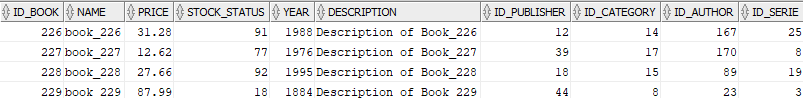 ID_BOOK NAME PRICE STOCK_STATUS YEAR DESCRIPTION ID_PUBLISHER ID_CATEGORY ID_AUTHOR ID_SERIE
226 book_226 31.28 91 1988 Description of Book_226 12 14 167 25
227 book_227 12.62 77 1976 Description of Book_227 39 17 170 8
228 book_228 27.66 92 1995 Description of Book_228 18 15 89 19
229 book_229 87.99 18 1884 Description of Book_229 44 8 23 3